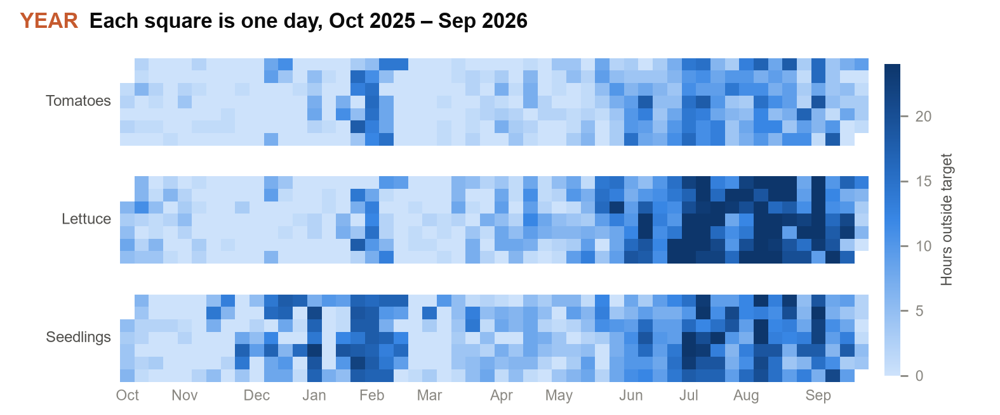 YEAR Each square is one day, Oct 2025 – Sep 2026
Tomatoes
Lettuce
Seedlings
Oct Nov Dec Jan Feb Mar Apr May Jun Jul Aug Sep
20
15
10
5
0
Hours outside target